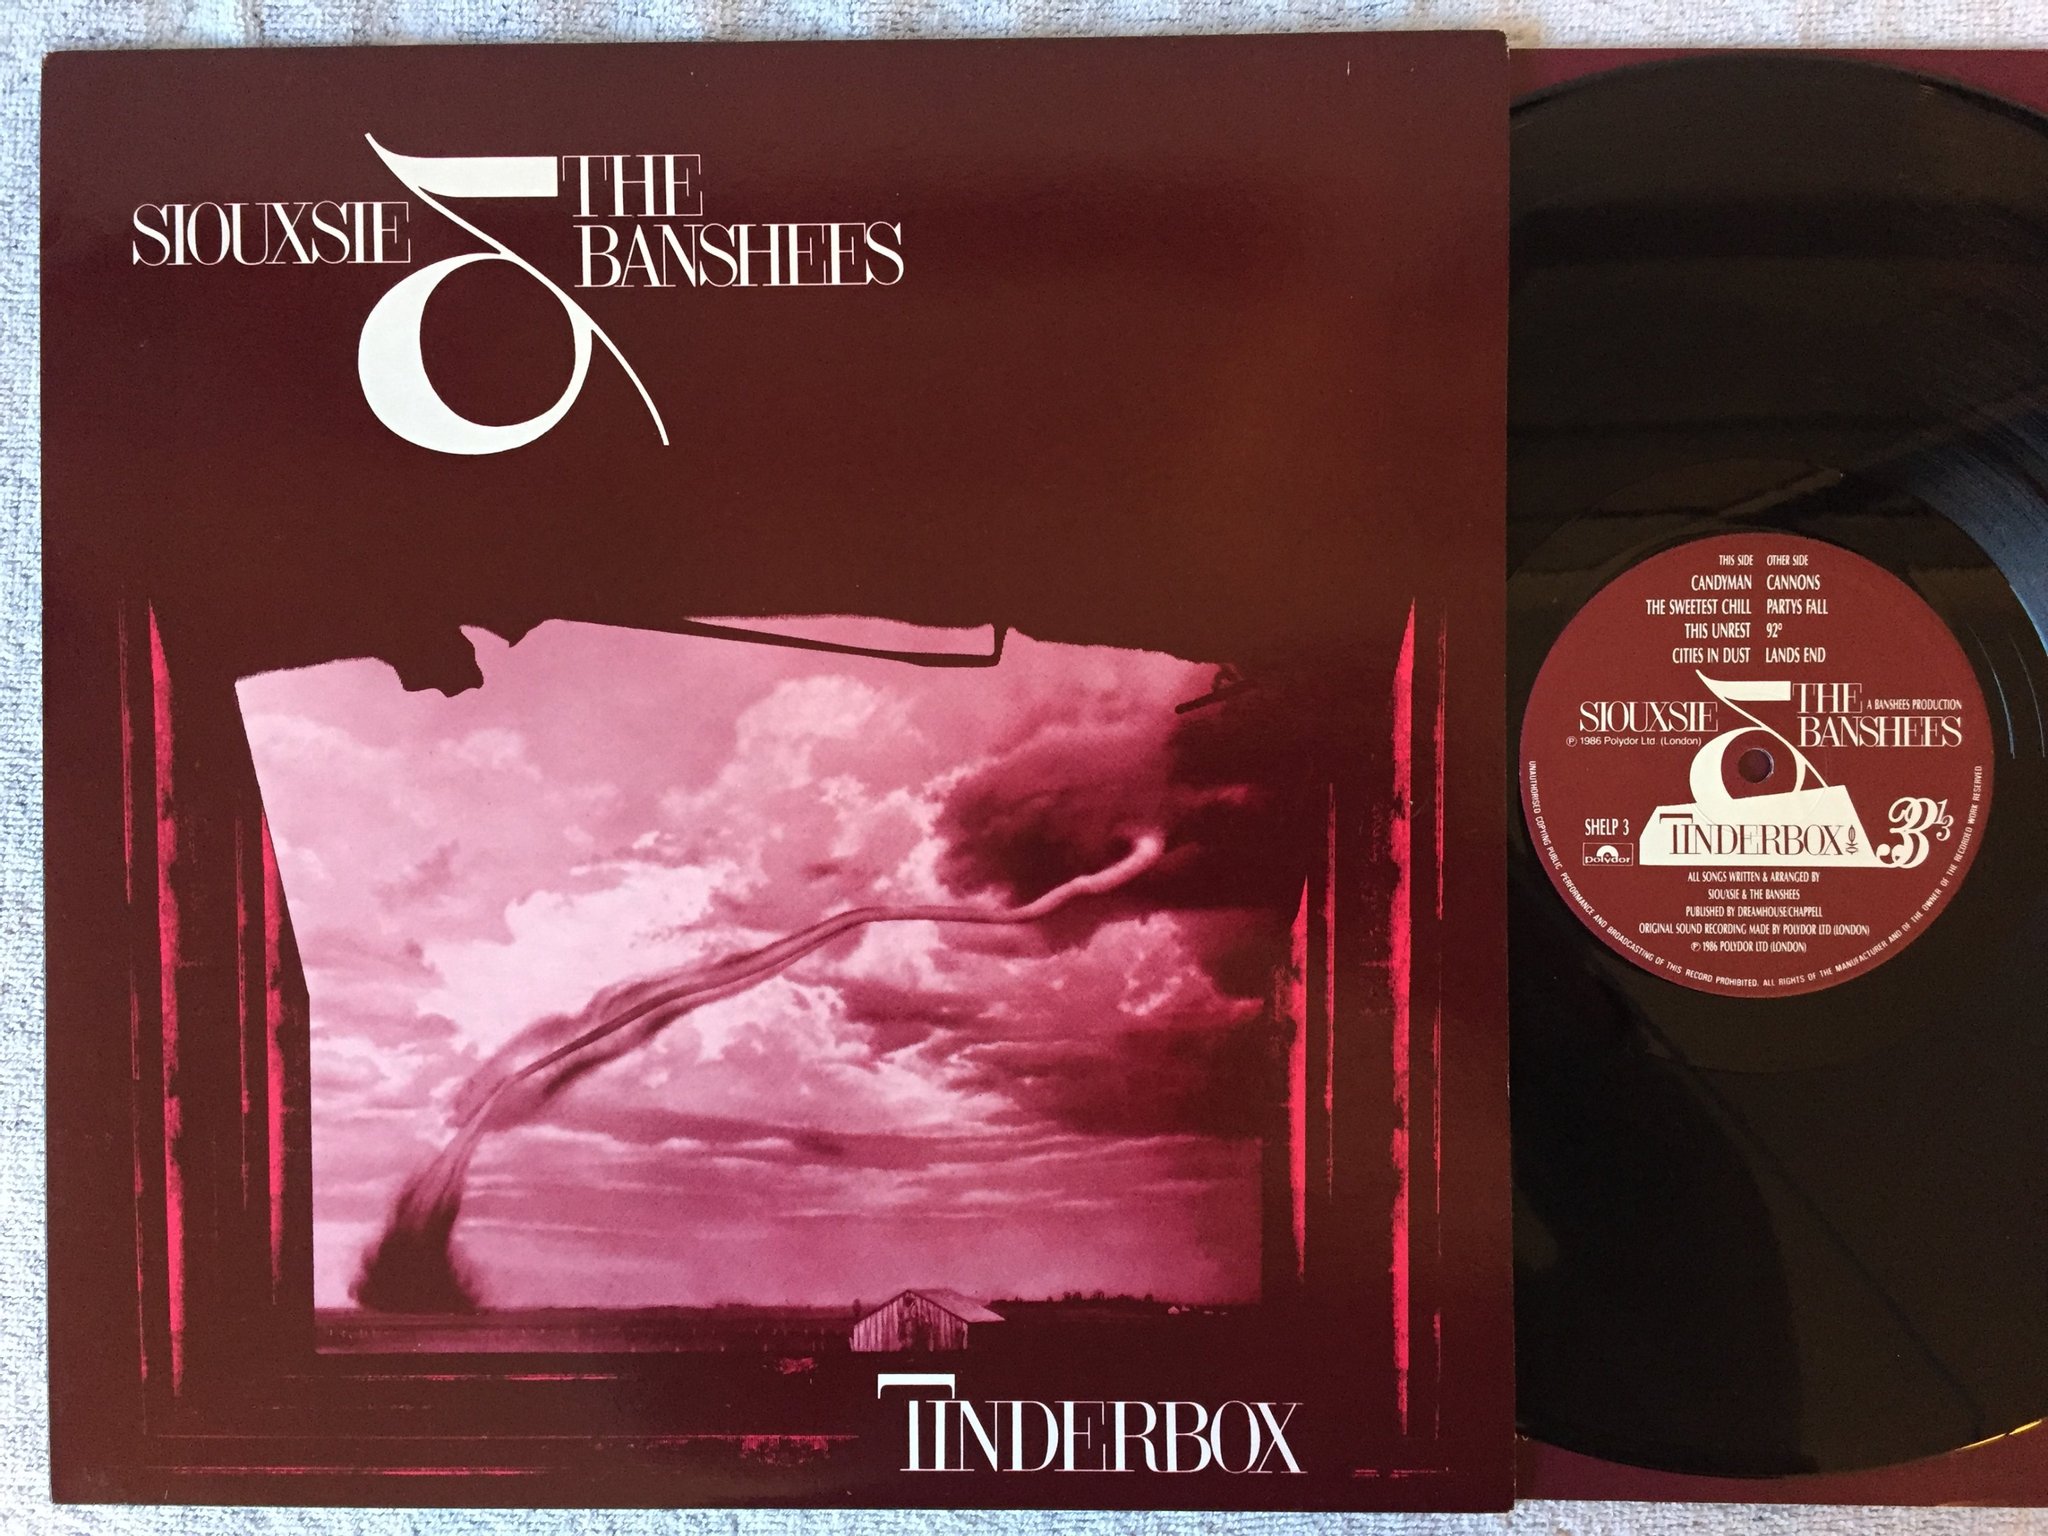 SIOUXSIE & THE
BANSHEES
TINDERBOX
THIS SIDE OTHER SIDE
CANDYMAN CANNONS
THE SWEETEST CHILL PARTYS FALL
THIS UNREST 92º
CITIES IN DUST LANDS END
SIOUXSIE & THE
BANSHEES
A BANSHEES PRODUCTION
℗ 1986 Polydor Ltd. (London)
SHELP 3
polydor
TINDERBOX
33 1/3
ALL SONGS WRITTEN & ARRANGED BY
SIOUXSIE & THE BANSHEES
PUBLISHED BY DREAMHOUSE/CHAPPELL
ORIGINAL SOUND RECORDING MADE BY POLYDOR LTD (LONDON)
℗ 1986 POLYDOR LTD (LONDON)
UNAUTHORISED COPYING PUBLIC PERFORMANCE AND BROADCASTING OF THIS RECORD PROHIBITED. ALL RIGHTS OF THE MANUFACTURER AND OF THE OWNER OF THE RECORDED WORK RESERVED.